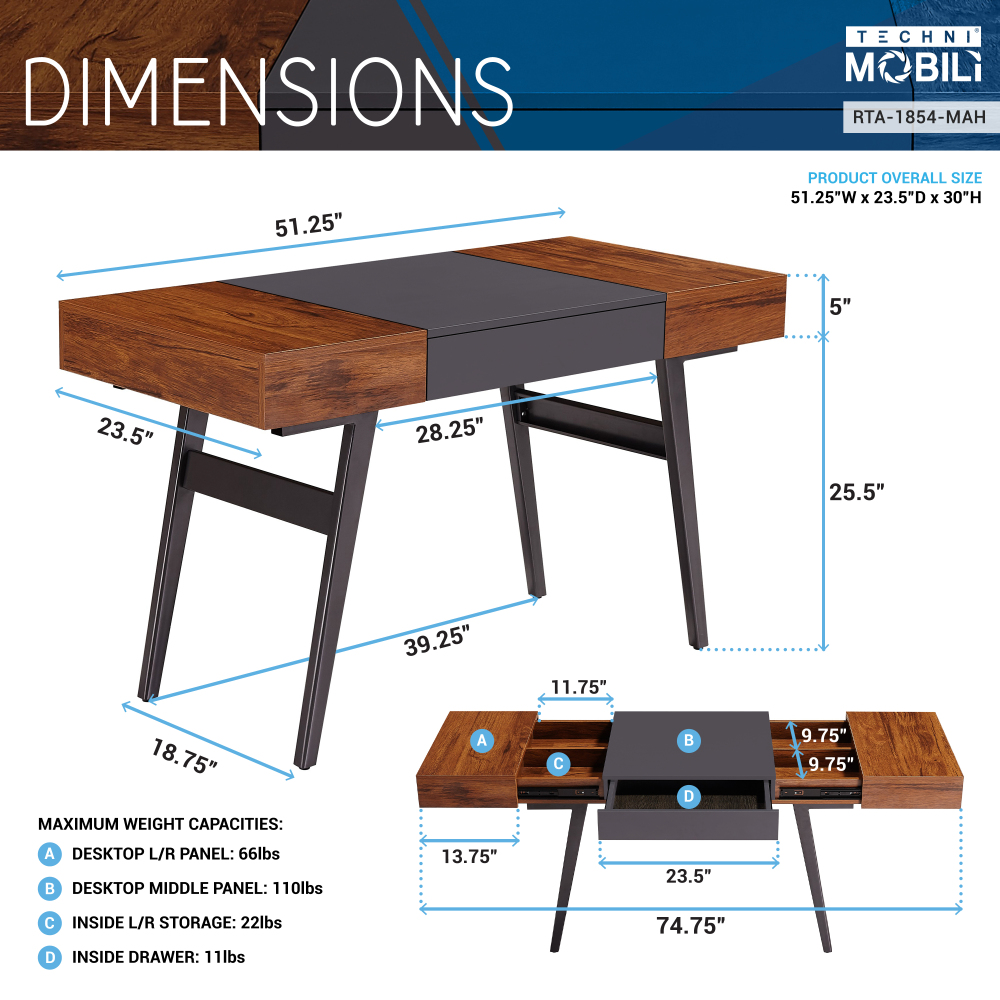 DIMENSIONS
TECHNI®
MOBILI
RTA-1854-MAH
PRODUCT OVERALL SIZE
51.25"W x 23.5"D x 30"H
51.25"
5"
23.5"
28.25"
25.5"
39.25"
18.75"
11.75"
A
B
9.75"
C
9.75"
D
13.75"
23.5"
74.75"
MAXIMUM WEIGHT CAPACITIES:
A DESKTOP L/R PANEL: 66lbs
B DESKTOP MIDDLE PANEL: 110lbs
C INSIDE L/R STORAGE: 22lbs
D INSIDE DRAWER: 11lbs